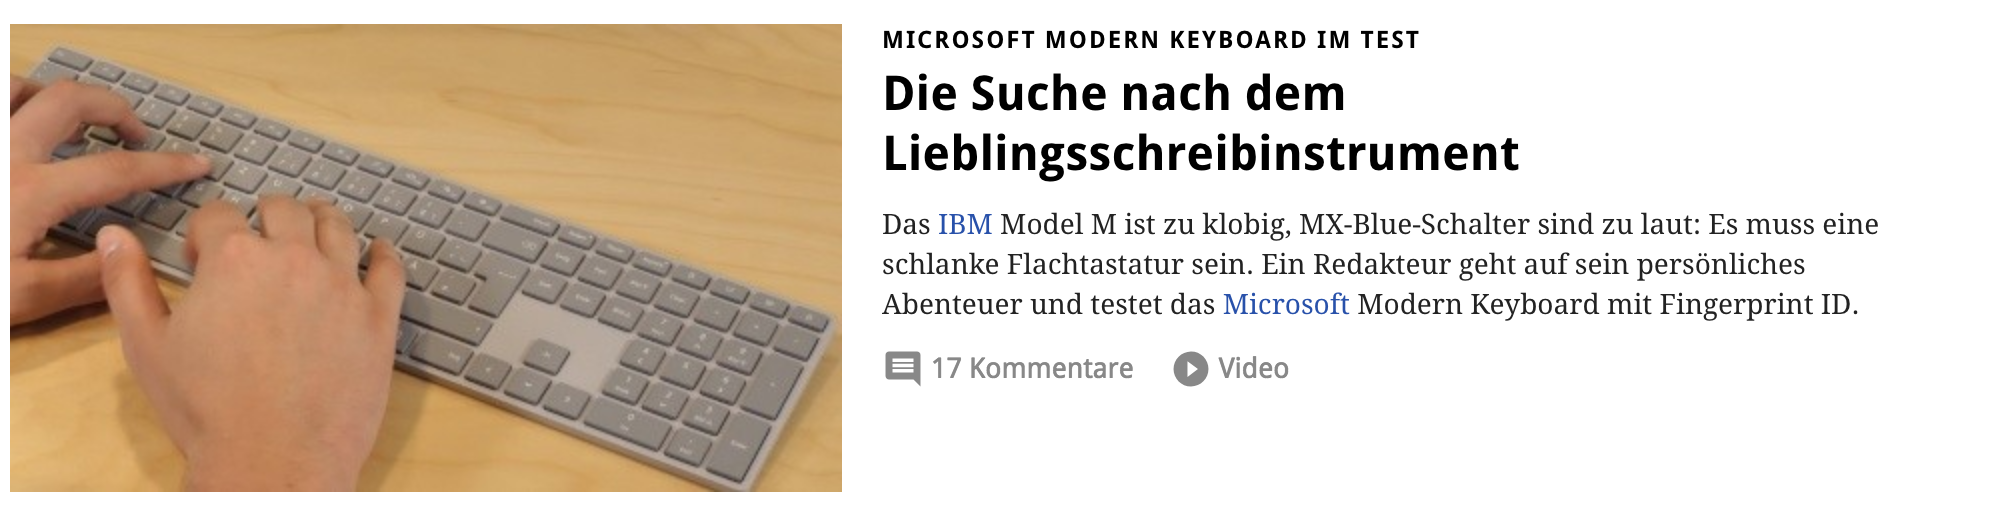 MICROSOFT MODERN KEYBOARD IM TEST
Die Suche nach dem
Lieblingsschreibinstrument
Das IBM Model M ist zu klobig, MX-Blue-Schalter sind zu laut: Es muss eine
schlanke Flachtastatur sein. Ein Redakteur geht auf sein persönliches
Abenteuer und testet das Microsoft Modern Keyboard mit Fingerprint ID.
17 Kommentare Video